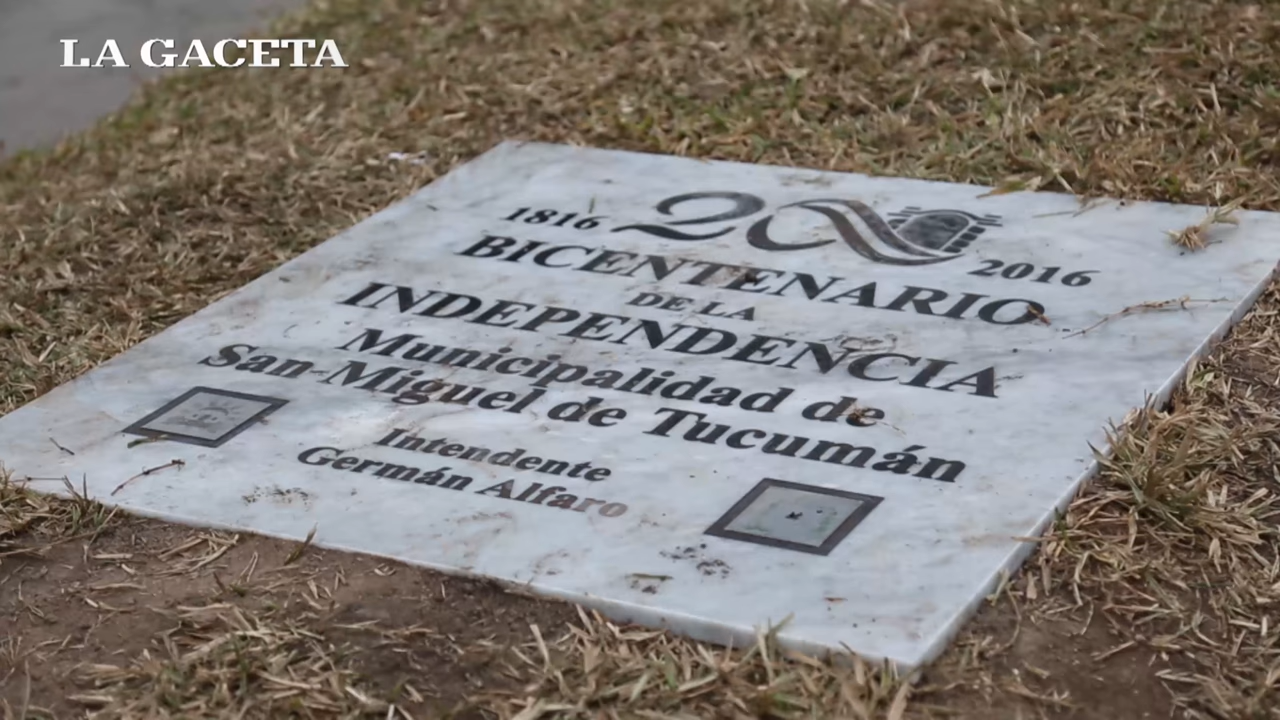 LA GACETA
1816 200 2016
BICENTENARIO
DE LA
INDEPENDENCIA
Municipalidad de
San Miguel de Tucumán
Intendente
Germán Alfaro